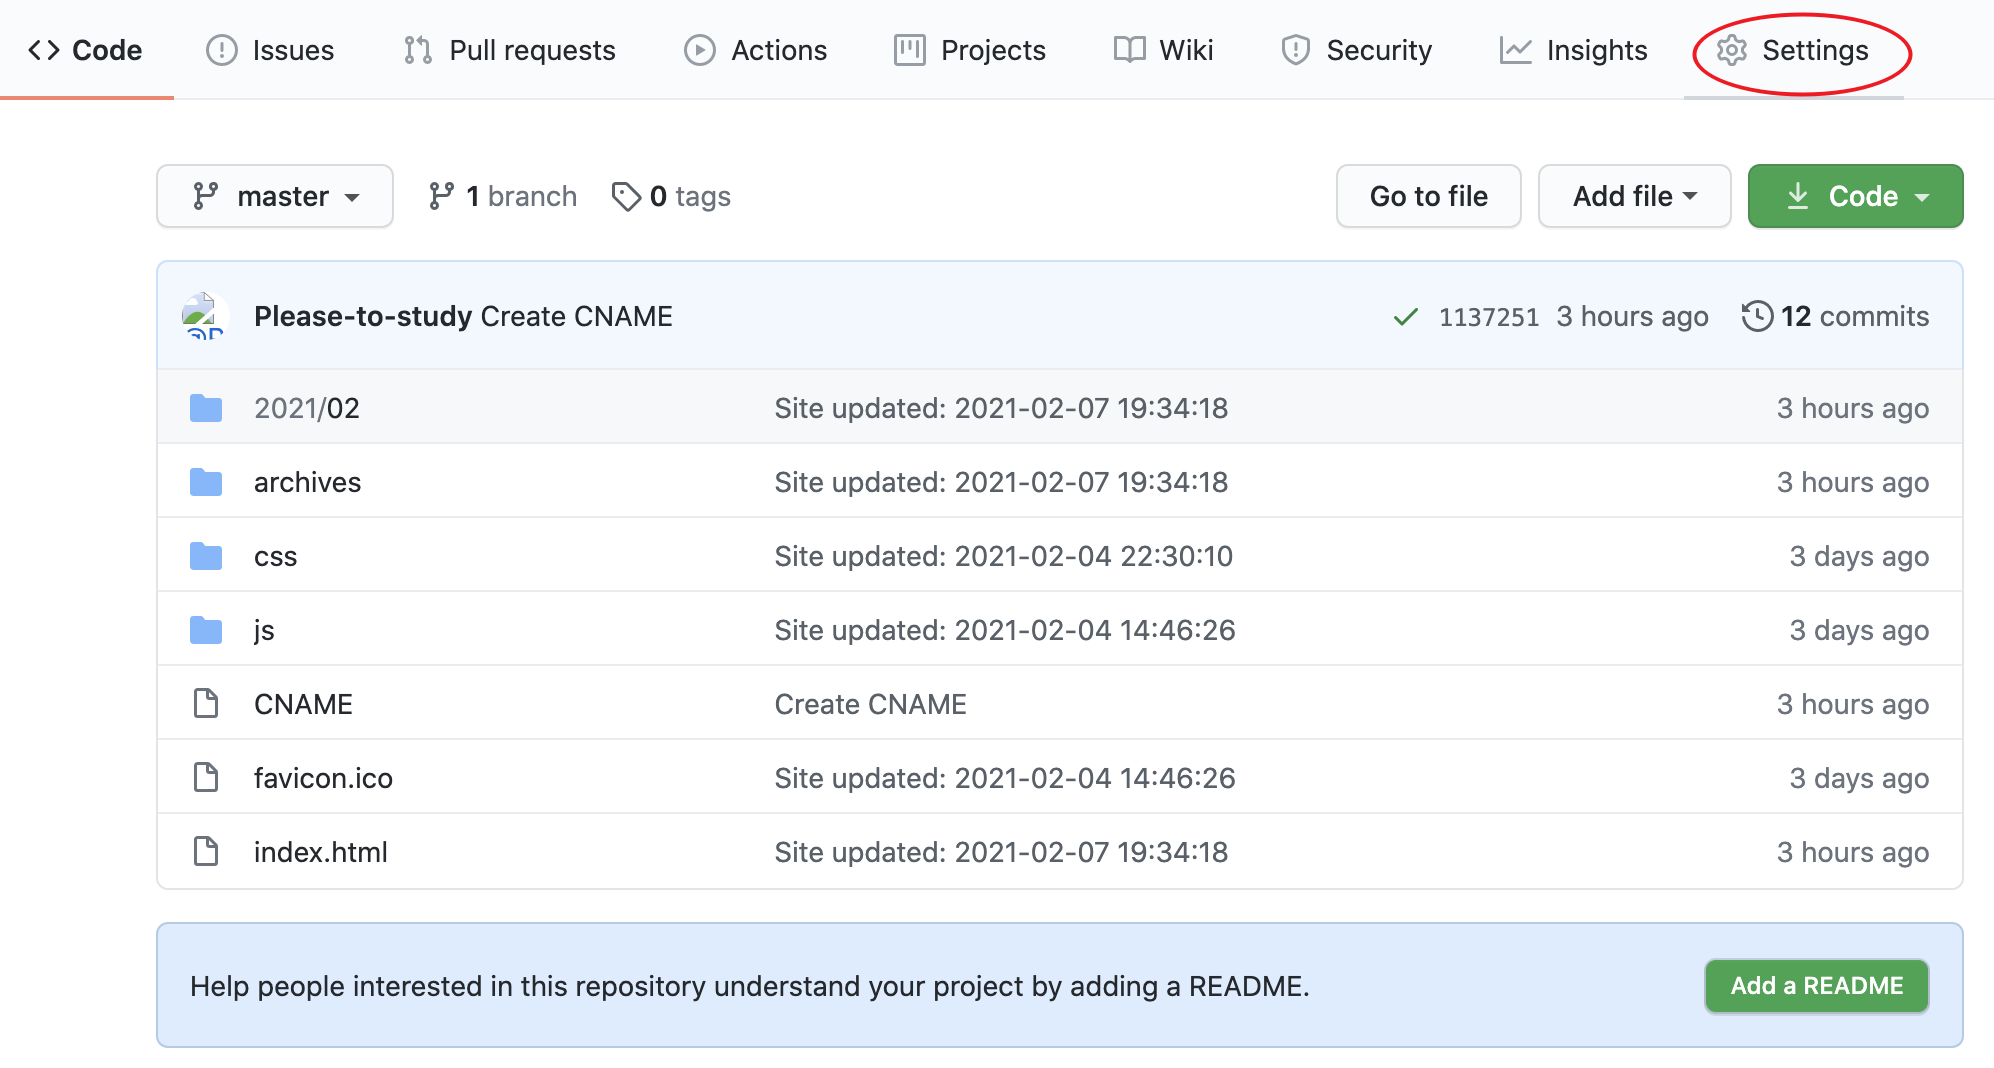 Code Issues Pull requests Actions Projects Wiki Security Insights Settings
master 1 branch 0 tags Go to file Add file Code
Please-to-study Create CNAME 1137251 3 hours ago 12 commits
2021/02 Site updated: 2021-02-07 19:34:18 3 hours ago
archives Site updated: 2021-02-07 19:34:18 3 hours ago
css Site updated: 2021-02-04 22:30:10 3 days ago
js Site updated: 2021-02-04 14:46:26 3 days ago
CNAME Create CNAME 3 hours ago
favicon.ico Site updated: 2021-02-04 14:46:26 3 days ago
index.html Site updated: 2021-02-07 19:34:18 3 hours ago
Help people interested in this repository understand your project by adding a README. Add a README